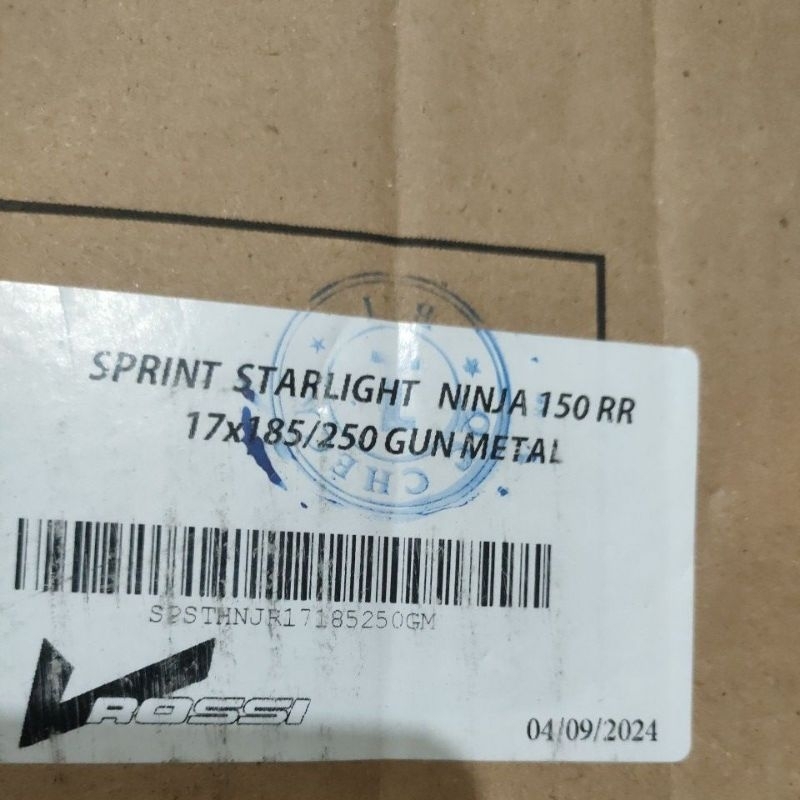 SPRINT STARLIGHT NINJA 150 RR
17x185/250 GUN METAL
SPSTHNJR17185250GM
ROSSI
04/09/2024